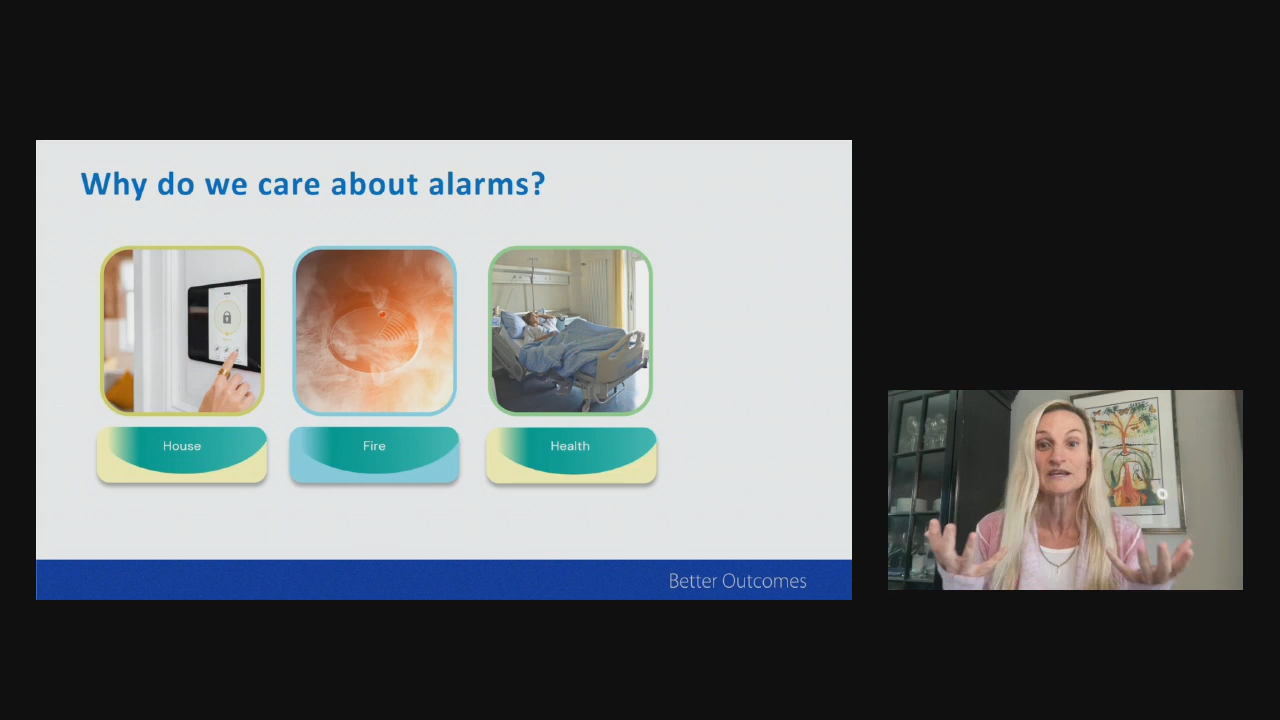 Why do we care about alarms?
House
Fire
Health
Better Outcomes